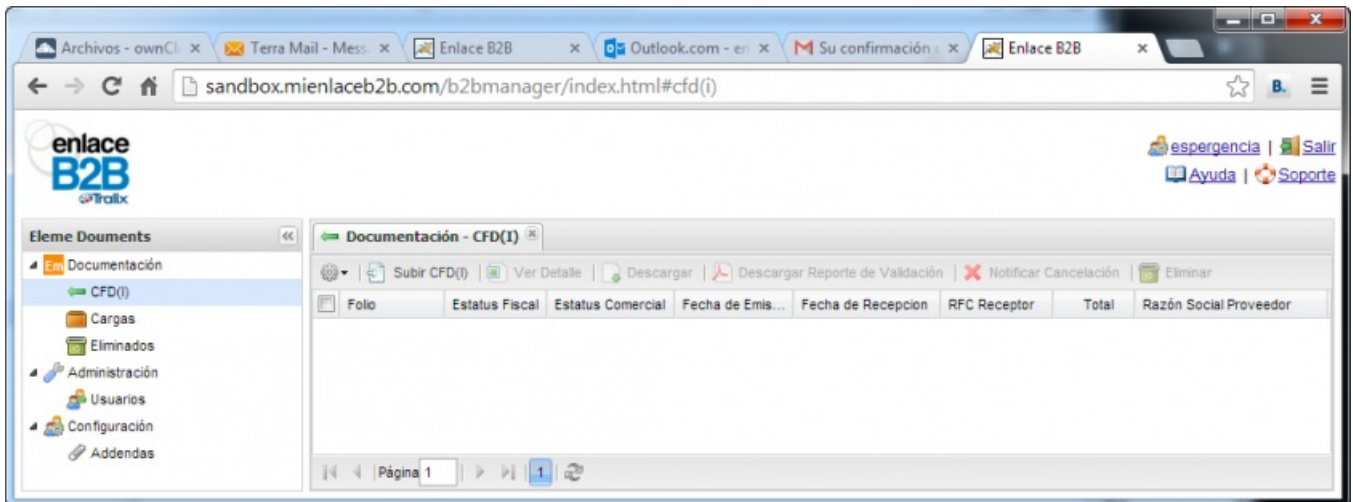 Archivos - ownCl
Terra Mail - Mess
Enlace B2B
Outlook.com - en
Su confirmación
Enlace B2B
sandbox.mienlaceb2b.com/b2bmanager/index.html#cfd(i)
B.
enlace
B2B
Tralix
espergencia | Salir
Ayuda | Soporte
Eleme Douments
Documentación - CFD(I)
Em Documentación
Subir CFD(I) | Ver Detalle | Descargar | Descargar Reporte de Validación | Notificar Cancelación | Eliminar
CFD(I)
Folio Estatus Fiscal Estatus Comercial Fecha de Emis... Fecha de Recepcion RFC Receptor Total Razón Social Proveedor
Cargas
Eliminados
Administración
Usuarios
Configuración
Addendas
Página 1 1